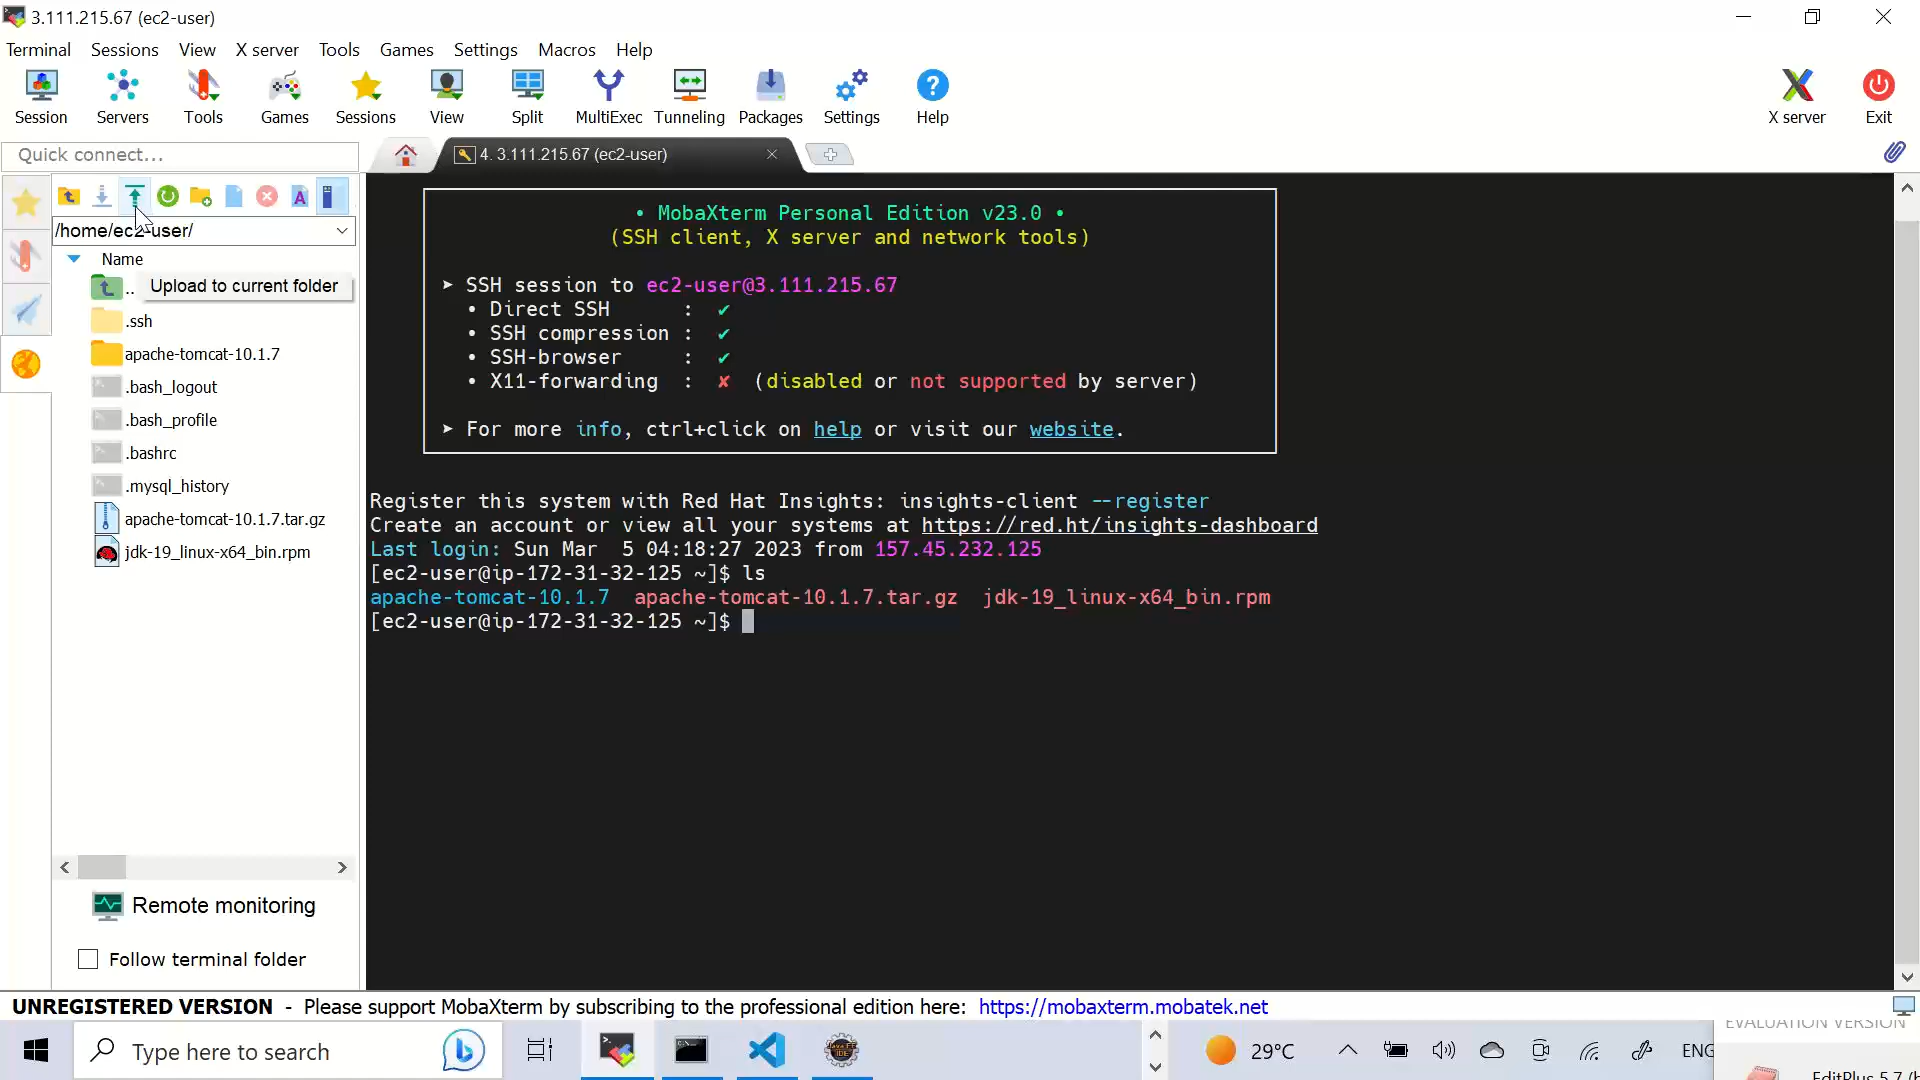 3.111.215.67 (ec2-user)
Terminal Sessions View X server Tools Games Settings Macros Help
Session Servers Tools Games Sessions View Split MultiExec Tunneling Packages Settings Help X server Exit
Quick connect...
4. 3.111.215.67 (ec2-user)
/home/ec2-user/
Name
..
Upload to current folder
.ssh
apache-tomcat-10.1.7
.bash_logout
.bash_profile
.bashrc
.mysql_history
apache-tomcat-10.1.7.tar.gz
jdk-19_linux-x64_bin.rpm
Remote monitoring
Follow terminal folder
• MobaXterm Personal Edition v23.0 •
(SSH client, X server and network tools)
➤ SSH session to ec2-user@3.111.215.67
• Direct SSH : ✔
• SSH compression : ✔
• SSH-browser : ✔
• X11-forwarding : ✘ (disabled or not supported by server)
➤ For more info, ctrl+click on help or visit our website.
Register this system with Red Hat Insights: insights-client --register
Create an account or view all your systems at https://red.ht/insights-dashboard
Last login: Sun Mar  5 04:18:27 2023 from 157.45.232.125
[ec2-user@ip-172-31-32-125 ~]$ ls
apache-tomcat-10.1.7  apache-tomcat-10.1.7.tar.gz  jdk-19_linux-x64_bin.rpm
[ec2-user@ip-172-31-32-125 ~]$
UNREGISTERED VERSION - Please support MobaXterm by subscribing to the professional edition here: https://mobaxterm.mobatek.net
Type here to search
29°C
ENG
EVALUATION VERSION
EditPlus 5.7